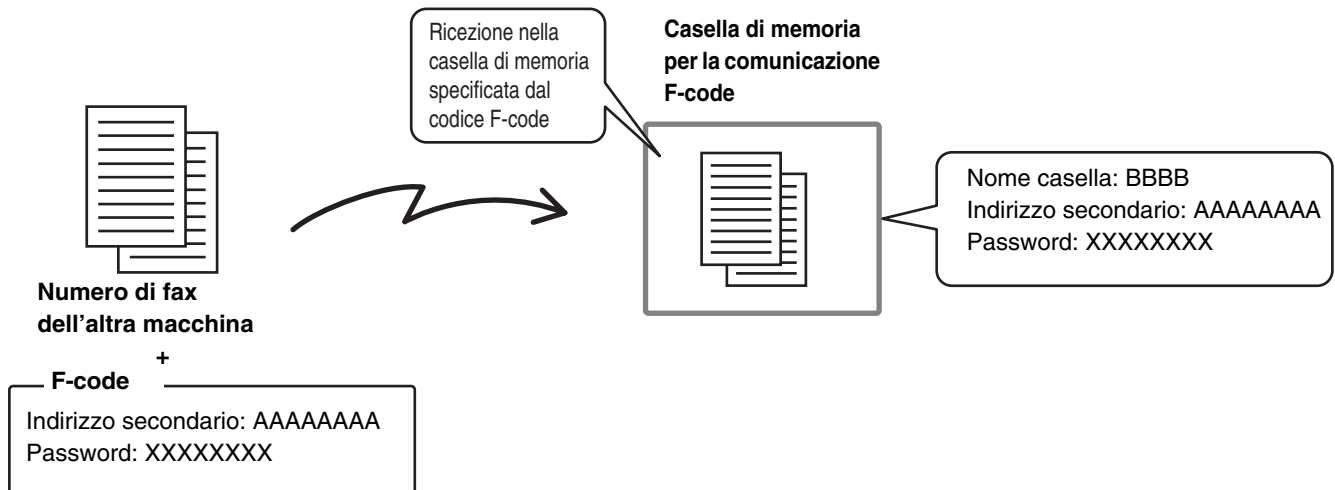 Ricezione nella
casella di memoria
specificata dal
codice F-code
Casella di memoria
per la comunicazione
F-code
Nome casella: BBBB
Indirizzo secondario: AAAAAAAA
Password: XXXXXXXX
Numero di fax
dell'altra macchina
+
F-code
Indirizzo secondario: AAAAAAAA
Password: XXXXXXXX